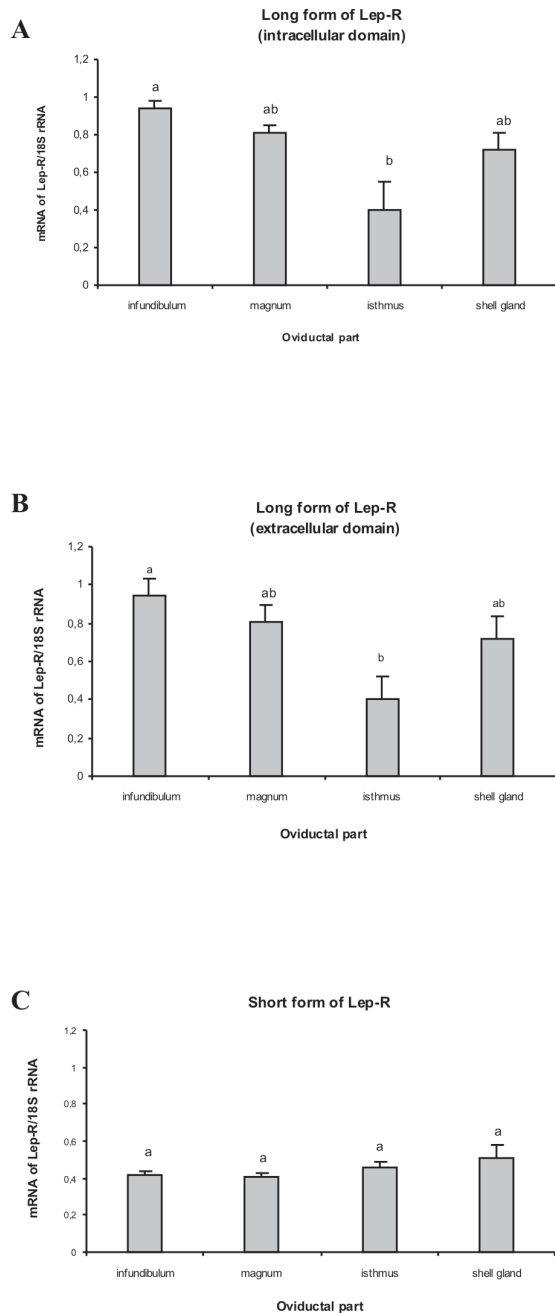 A
Long form of Lep-R
(intracellular domain)
mRNA of Lep-R/18S rRNA
1,2
1
0,8
0,6
0,4
0,2
0
a
ab
b
ab
infundibulum
magnum
isthmus
shell gland
Oviductal part
B
Long form of Lep-R
(extracellular domain)
mRNA of Lep-R/18S rRNA
1,2
1
0,8
0,6
0,4
0,2
0
a
ab
b
ab
infundibulum
magnum
isthmus
shell gland
Oviductal part
C
Short form of Lep-R
mRNA of Lep-R/18S rRNA
1,2
1
0,8
0,6
0,4
0,2
0
a
a
a
a
infundibulum
magnum
isthmus
shell gland
Oviductal part